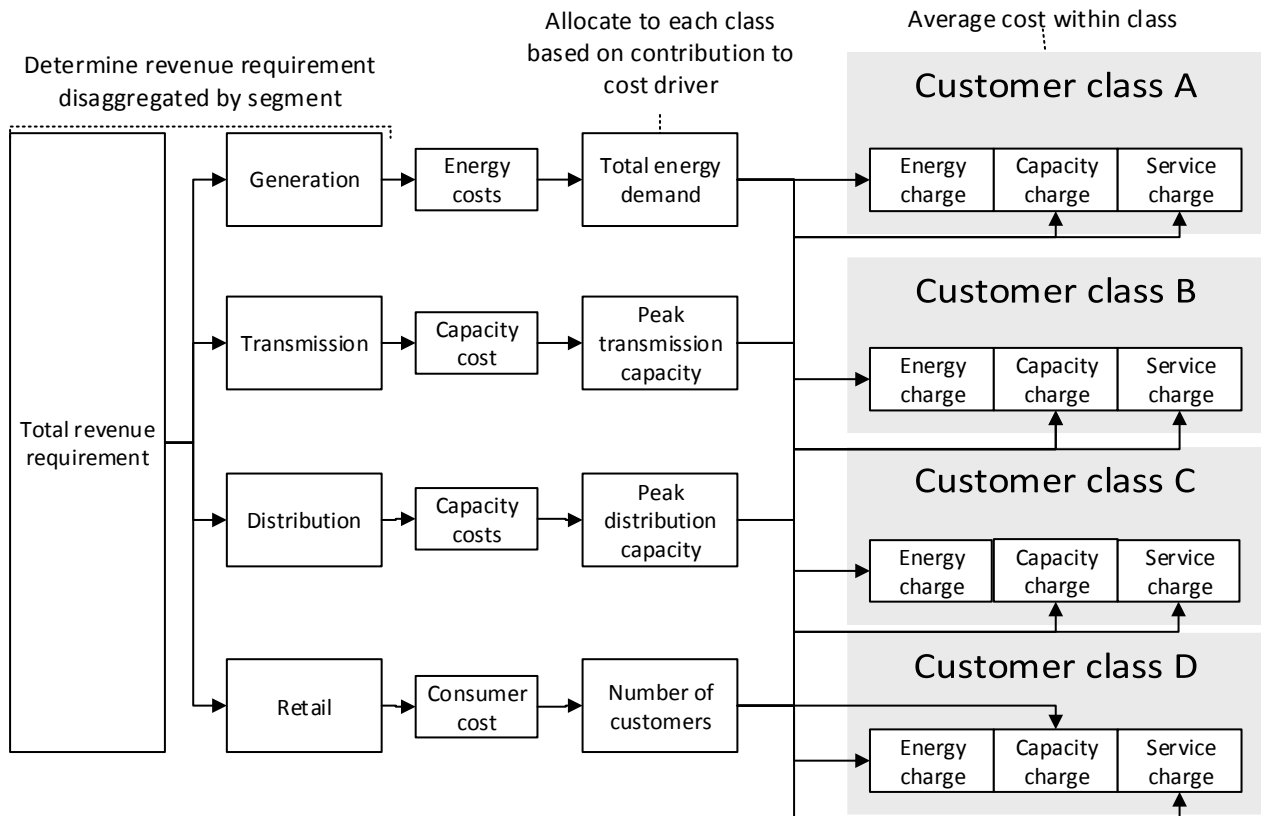 Determine revenue requirement
disaggregated by segment
Allocate to each class
based on contribution to
cost driver
Average cost within class
Total revenue
requirement
Generation
Energy
costs
Total energy
demand
Transmission
Capacity
cost
Peak
transmission
capacity
Distribution
Capacity
costs
Peak
distribution
capacity
Retail
Consumer
cost
Number of
customers
Customer class A
Energy
charge
Capacity
charge
Service
charge
Customer class B
Energy
charge
Capacity
charge
Service
charge
Customer class C
Energy
charge
Capacity
charge
Service
charge
Customer class D
Energy
charge
Capacity
charge
Service
charge